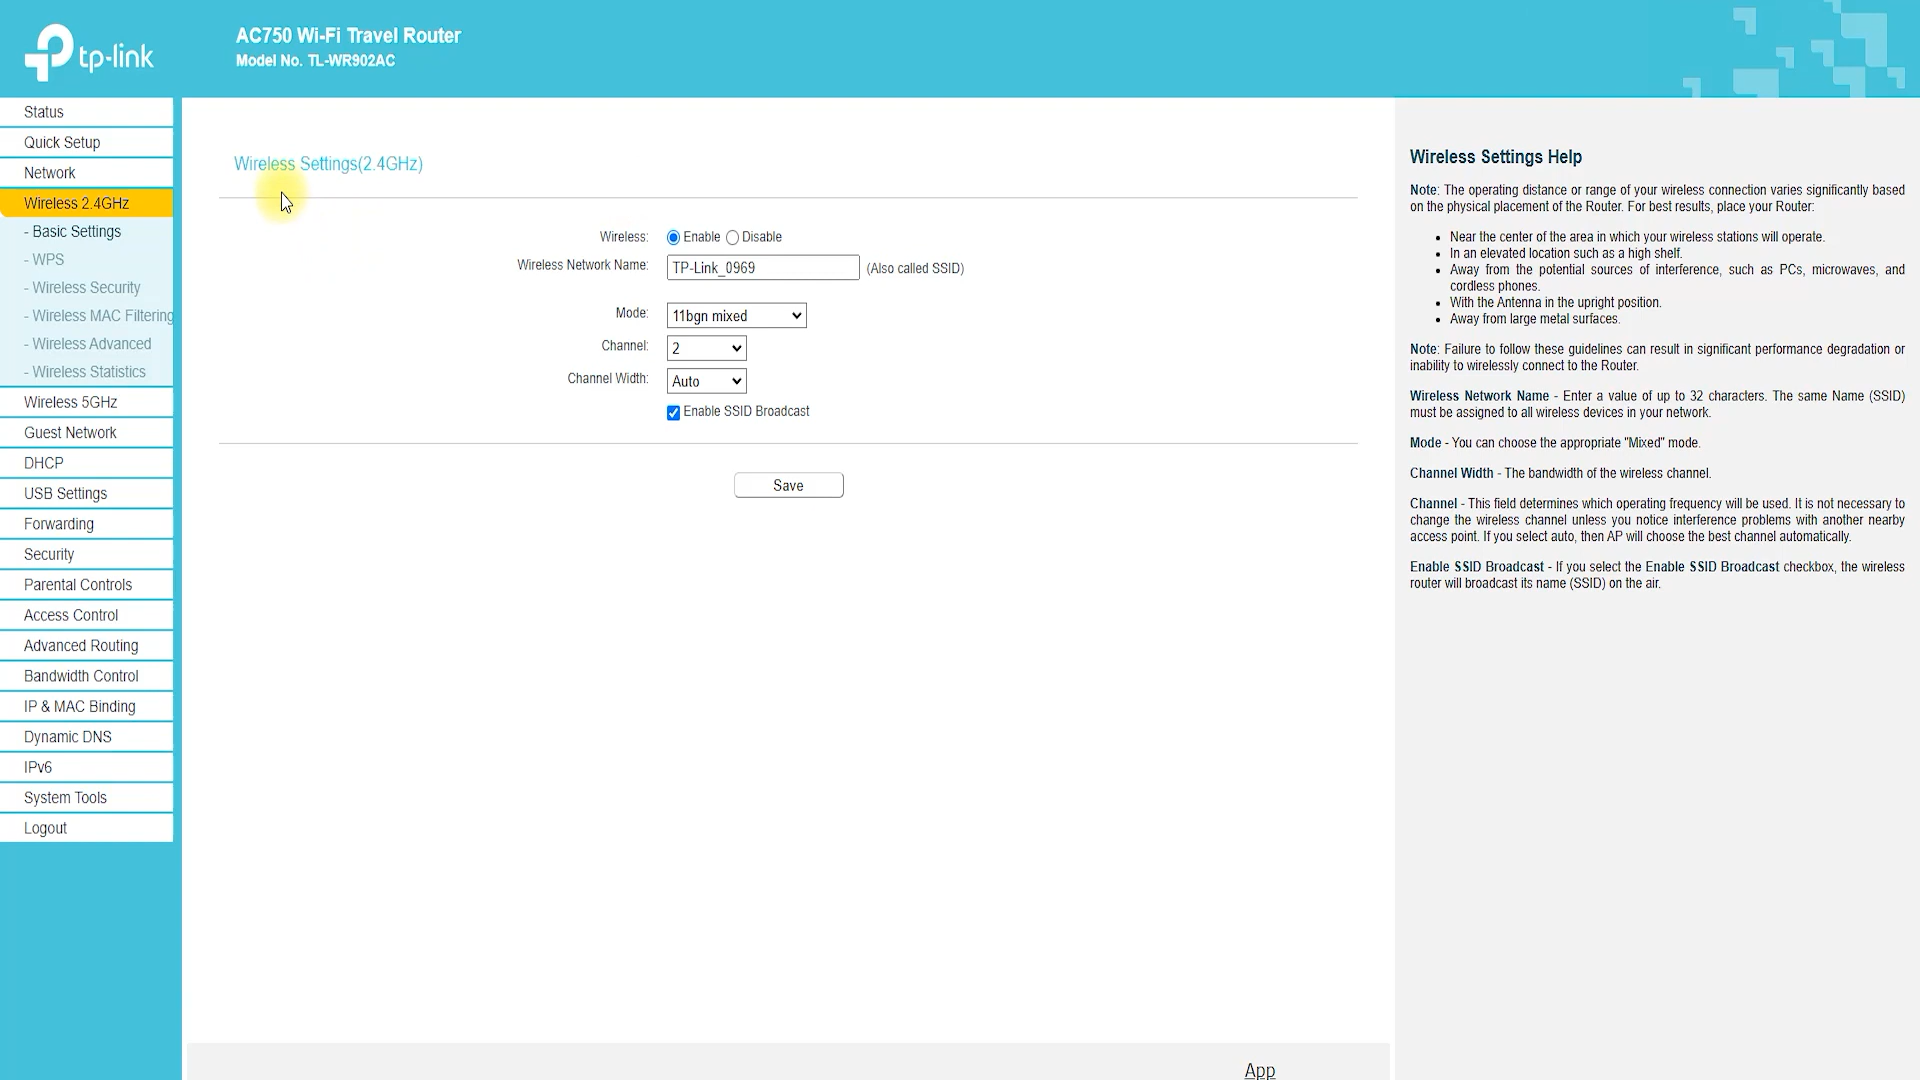 tp-link
AC750 Wi-Fi Travel Router
Model No. TL-WR902AC
Status
Quick Setup
Network
Wireless 2.4GHz
- Basic Settings
- WPS
- Wireless Security
- Wireless MAC Filtering
- Wireless Advanced
- Wireless Statistics
Wireless 5GHz
Guest Network
DHCP
USB Settings
Forwarding
Security
Parental Controls
Access Control
Advanced Routing
Bandwidth Control
IP & MAC Binding
Dynamic DNS
IPv6
System Tools
Logout
Wireless Settings(2.4GHz)
Wireless: Enable Disable
Wireless Network Name: TP-Link_0969 (Also called SSID)
Mode: 11bgn mixed
Channel: 2
Channel Width: Auto
Enable SSID Broadcast
Save
App
Wireless Settings Help
Note: The operating distance or range of your wireless connection varies significantly based
on the physical placement of the Router. For best results, place your Router:
• Near the center of the area in which your wireless stations will operate.
• In an elevated location such as a high shelf.
• Away from the potential sources of interference, such as PCs, microwaves, and
cordless phones.
• With the Antenna in the upright position.
• Away from large metal surfaces.
Note: Failure to follow these guidelines can result in significant performance degradation or
inability to wirelessly connect to the Router.
Wireless Network Name - Enter a value of up to 32 characters. The same Name (SSID)
must be assigned to all wireless devices in your network.
Mode - You can choose the appropriate "Mixed" mode.
Channel Width - The bandwidth of the wireless channel.
Channel - This field determines which operating frequency will be used. It is not necessary to
change the wireless channel unless you notice interference problems with another nearby
access point. If you select auto, then AP will choose the best channel automatically.
Enable SSID Broadcast - If you select the Enable SSID Broadcast checkbox, the wireless
router will broadcast its name (SSID) on the air.